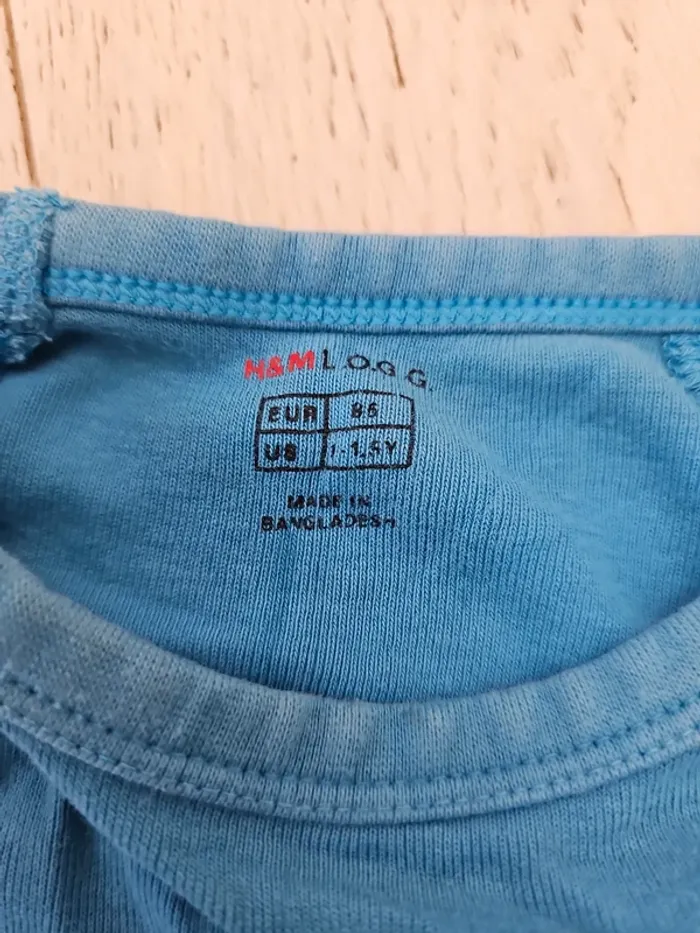 H&M L.O.G.G.
EUR 86
US 1-1,5Y
MADE IN
BANGLADESH